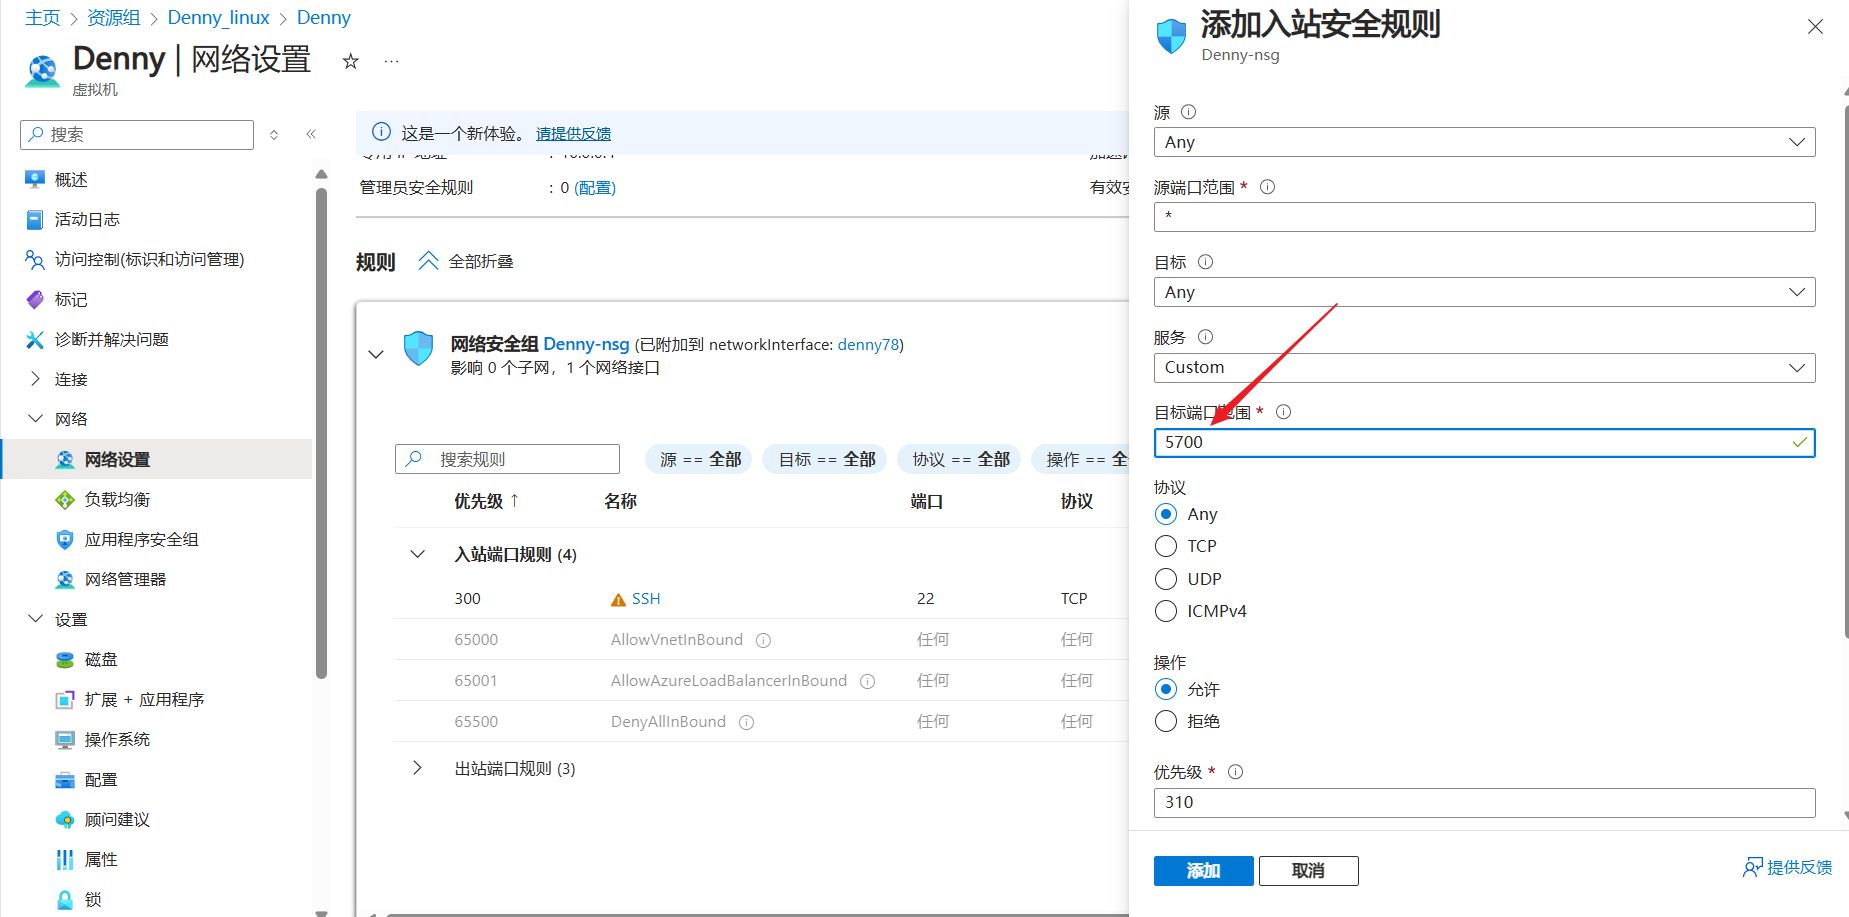 主页 > 资源组 > Denny_linux > Denny
Denny | 网络设置
虚拟机
搜索
概述
活动日志
访问控制(标识和访问管理)
标记
诊断并解决问题
连接
网络
网络设置
负载均衡
应用程序安全组
网络管理器
设置
磁盘
扩展 + 应用程序
操作系统
配置
顾问建议
属性
锁
这是一个新体验。 请提供反馈
管理员安全规则 : 0 (配置)
规则 全部折叠
网络安全组 Denny-nsg (已附加到 networkInterface: denny78)
影响 0 个子网，1 个网络接口
搜索规则 源 == 全部 目标 == 全部 协议 == 全部 操作 == 全
优先级 ↑ 名称 端口 协议
入站端口规则 (4)
300 SSH 22 TCP
65000 AllowVnetInBound 任何 任何
65001 AllowAzureLoadBalancerInBound 任何 任何
65500 DenyAllInBound 任何 任何
出站端口规则 (3)
添加入站安全规则
Denny-nsg
源
Any
源端口范围 *
*
目标
Any
服务
Custom
目标端口范围 *
5700
协议
Any
TCP
UDP
ICMPv4
操作
允许
拒绝
优先级 *
310
添加 取消
提供反馈